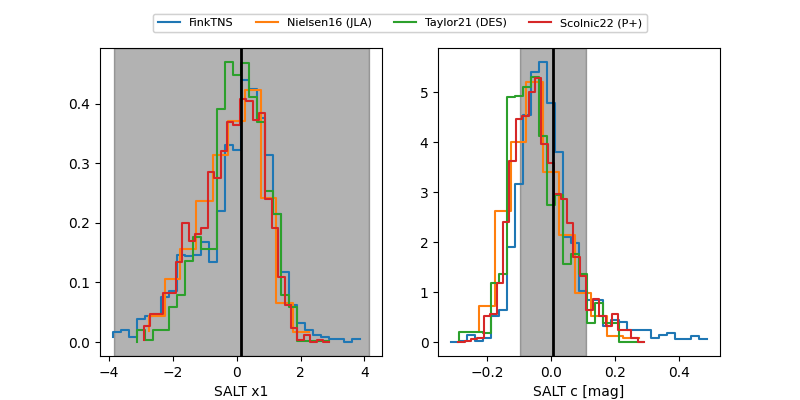 FinkTNS Nielsen16 (JLA) Taylor21 (DES) Scolnic22 (P+)
0.4
0.3
0.2
0.1
0.0
−4 −2 0 2 4
SALT x1
5
4
3
2
1
0
−0.2 0.0 0.2 0.4
SALT c [mag]